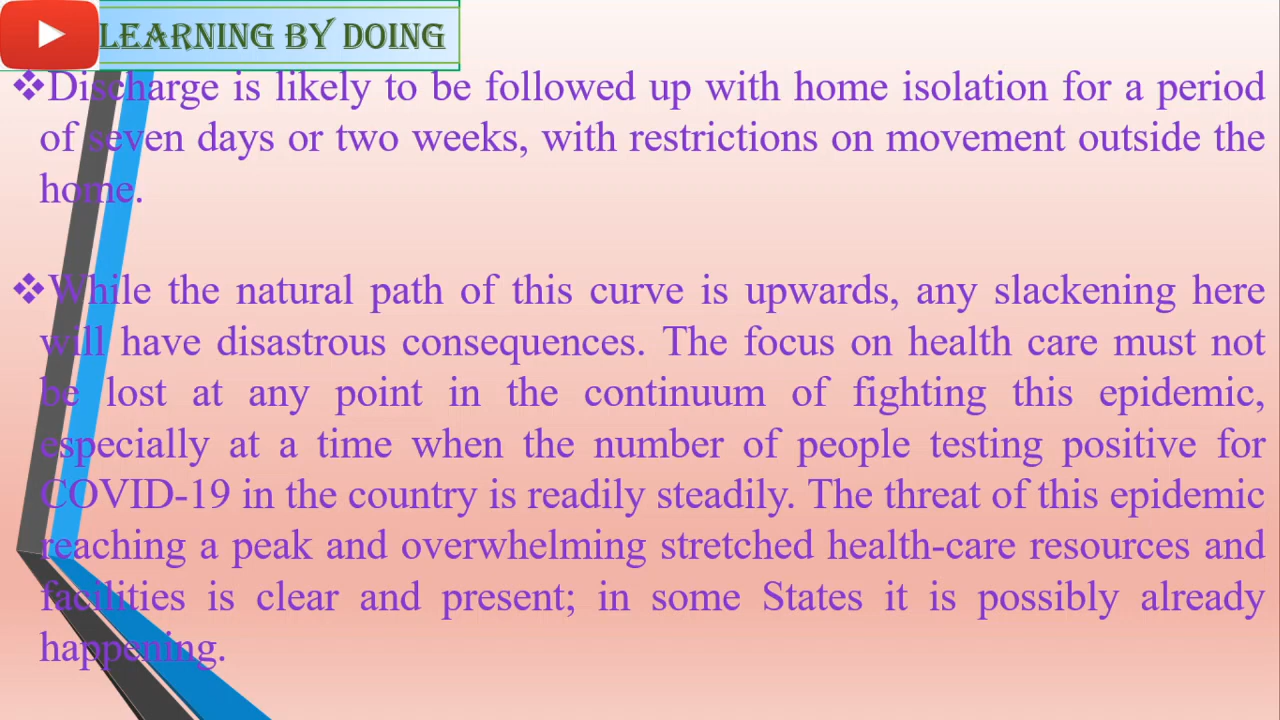 LEARNING BY DOING
❖Discharge is likely to be followed up with home isolation for a period
of seven days or two weeks, with restrictions on movement outside the
home.
❖While the natural path of this curve is upwards, any slackening here
will have disastrous consequences. The focus on health care must not
be lost at any point in the continuum of fighting this epidemic,
especially at a time when the number of people testing positive for
COVID-19 in the country is readily steadily. The threat of this epidemic
reaching a peak and overwhelming stretched health-care resources and
facilities is clear and present; in some States it is possibly already
happening.